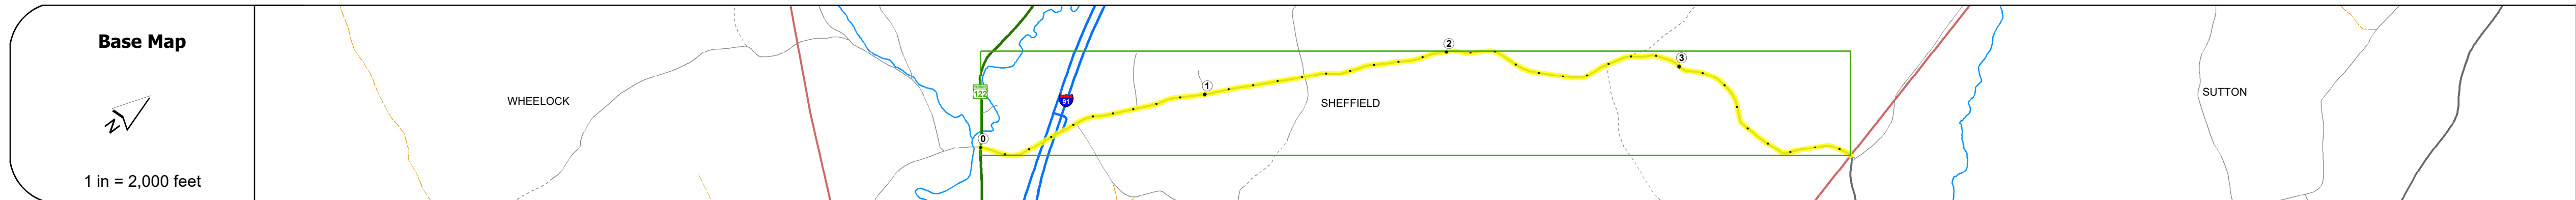 Base Map
N
1 in = 2,000 feet
WHEELOCK
122
0
91
1
SHEFFIELD
2
3
SUTTON